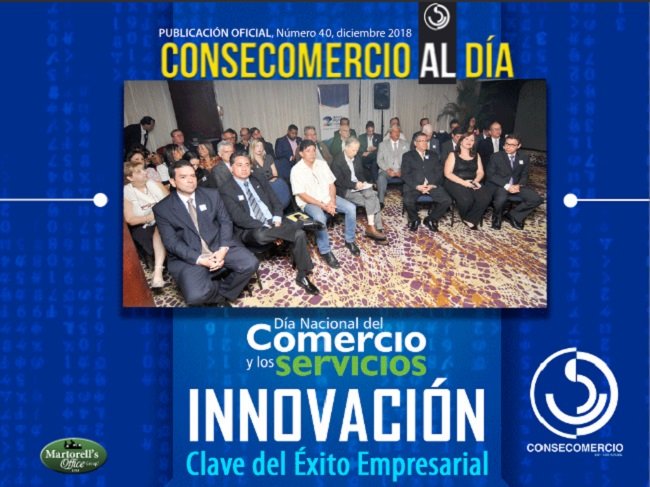 PUBLICACIÓN OFICIAL, Número 40, diciembre 2018
CONSECOMERCIO AL DÍA
Día Nacional del
Comercio
y los servicios
INNOVACIÓN
Clave del Éxito Empresarial
Martorell's
Office
CONSECOMERCIO